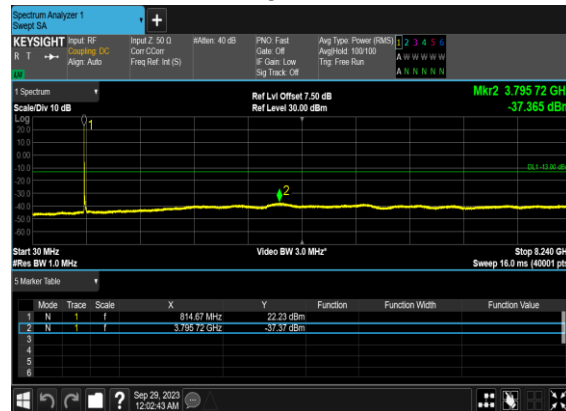 Spectrum Analyzer 1
Swept SA
+
KEYSIGHT Input: RF Input Z: 50 Ω #Atten: 40 dB PNO: Fast Avg Type: Power (RMS) 1 2 3 4 5 6
R T Coupling: DC Corr CCorr Gate: Off Avg|Hold: 100/100 A W W W W W
Align: Auto Freq Ref: Int (S) IF Gain: Low Trig: Free Run
LXI Sig Track: Off A N N N N N
1 Spectrum Ref Lvl Offset 7.50 dB Mkr2 3.795 72 GH
Scale/Div 10 dB Ref Level 30.00 dBm -37.365 dBr
Log
1
20.0
10.0
0.00
-10.0
DL1 -13.00 dB
-20.0
-30.0
2
-40.0
-50.0
-60.0
Start 30 MHz Video BW 3.0 MHz* Stop 8.240 GH
#Res BW 1.0 MHz Sweep 16.0 ms (40001 pts
5 Marker Table
Mode Trace Scale X Y Function Function Width Function Value
1 N 1 f 814.67 MHz 22.23 dBm
2 N 1 f 3.795 72 GHz -37.37 dBm
3
4
5
6
? Sep 29, 2023
12:02:43 AM